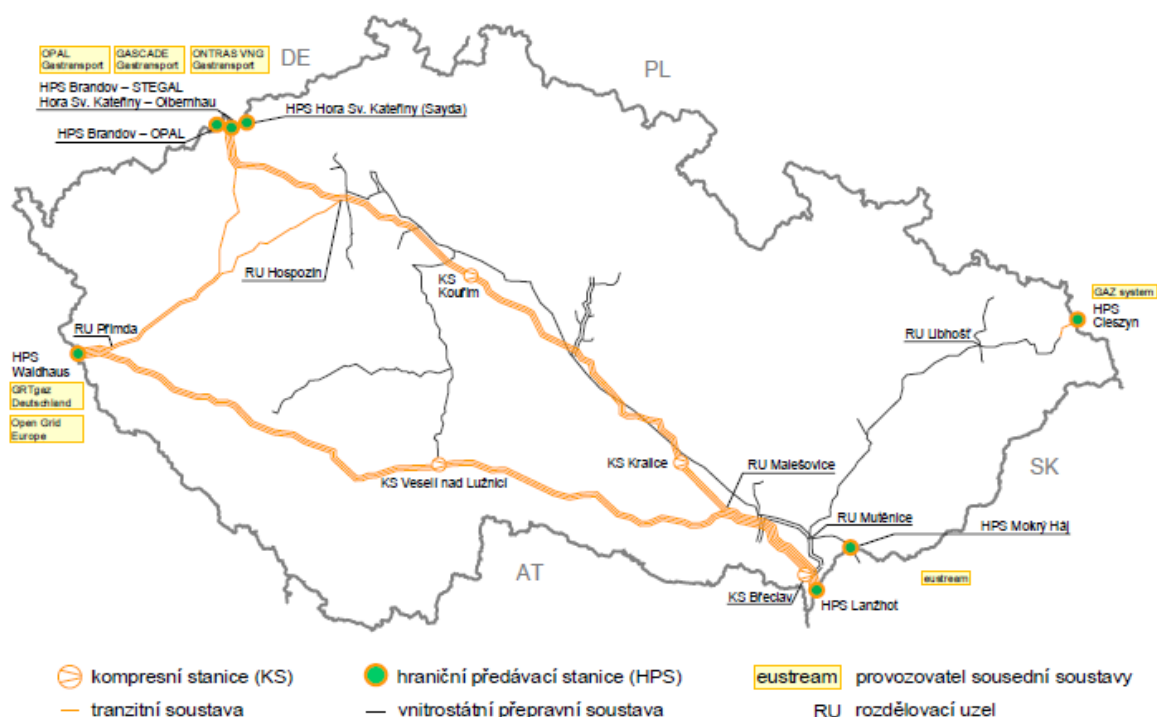 OPAL
Gastransport
GASCADE
Gastransport
ONTRAS VNG
Gastransport
DE
PL
HPS Brandov – STEGAL
Hora Sv. Kateřiny – Olbernhau
HPS Hora Sv. Kateřiny (Sayda)
HPS Brandov – OPAL
RU Hospozín
KS
Kouřim
GAZ system
HPS
Cieszyn
RU Libhošť
RU Přimda
HPS
Waidhaus
GRTgaz
Deutschland
Open Grid
Europe
KS Kralice
RU Malešovice
SK
KS Veselí nad Lužnicí
RU Mutěnice
HPS Mokrý Háj
AT
eustream
KS Břeclav
HPS Lanžhot
kompresní stanice (KS)
hraniční předávací stanice (HPS)
eustream
provozovatel sousední soustavy
tranzitní soustava
vnitrostátní přepravní soustava
RU
rozdělovací uzel